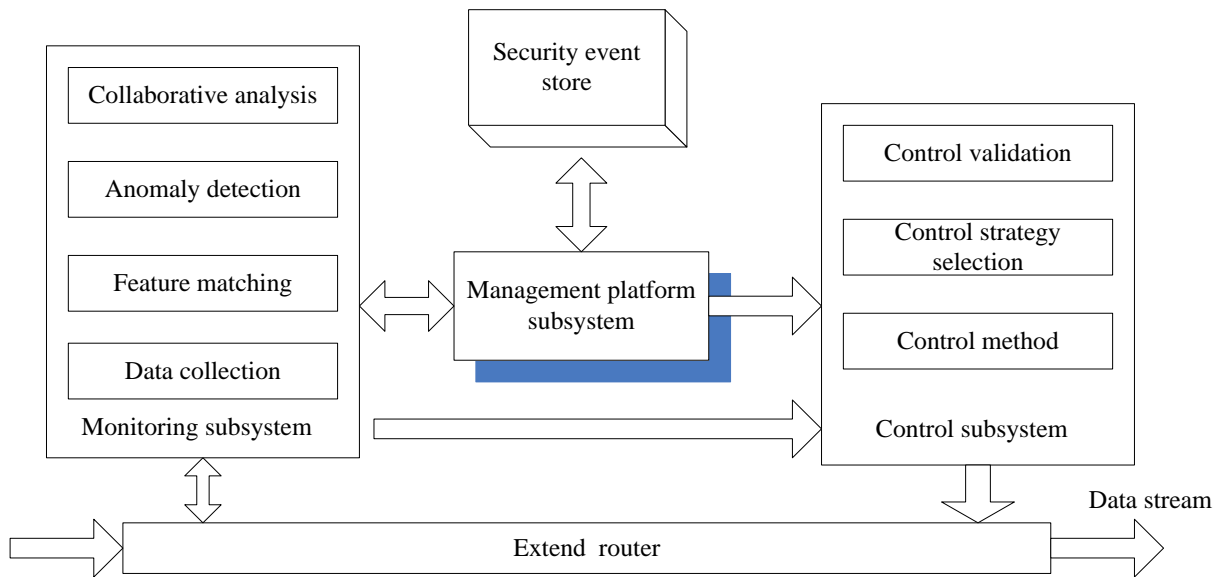 Collaborative analysis
Anomaly detection
Feature matching
Data collection
Monitoring subsystem
Security event
store
Management platform
subsystem
Control validation
Control strategy
selection
Control method
Control subsystem
Data stream
Extend router